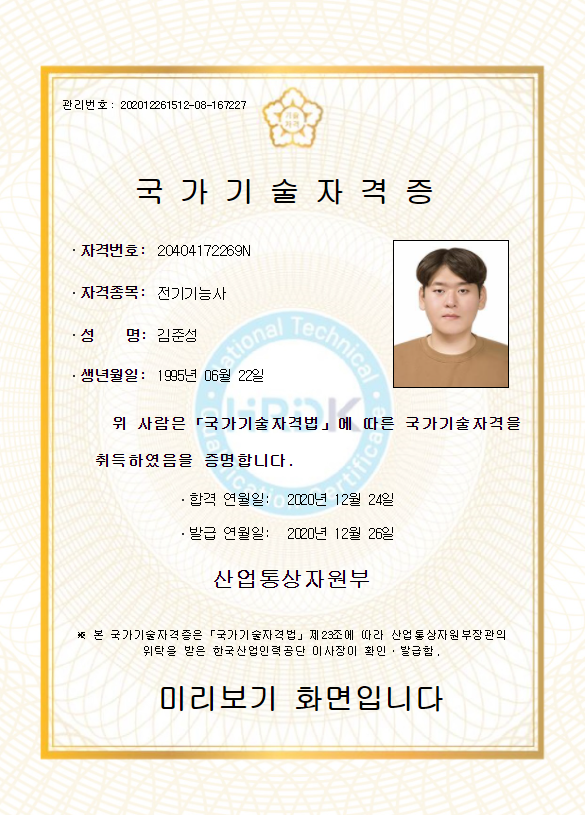 관리번호 : 202012261512-08-167227
기술
자격
국 가 기 술 자 격 증
· 자격번호 : 20404172269N
· 자격종목 : 전기기능사
· 성 명 : 김준성
· 생년월일 : 1995년 06월 22일
National Technical
HRDK
Qualification Certificate
위 사람은 「국가기술자격법」에 따른 국가기술자격을
취득하였음을 증명합니다.
· 합격 연월일: 2020년 12월 24일
· 발급 연월일: 2020년 12월 26일
산업통상자원부
※ 본 국가기술자격증은 「국가기술자격법」 제23조에 따라 산업통상자원부장관의
위탁을 받은 한국산업인력공단 이사장이 확인 · 발급함.
미리보기 화면입니다